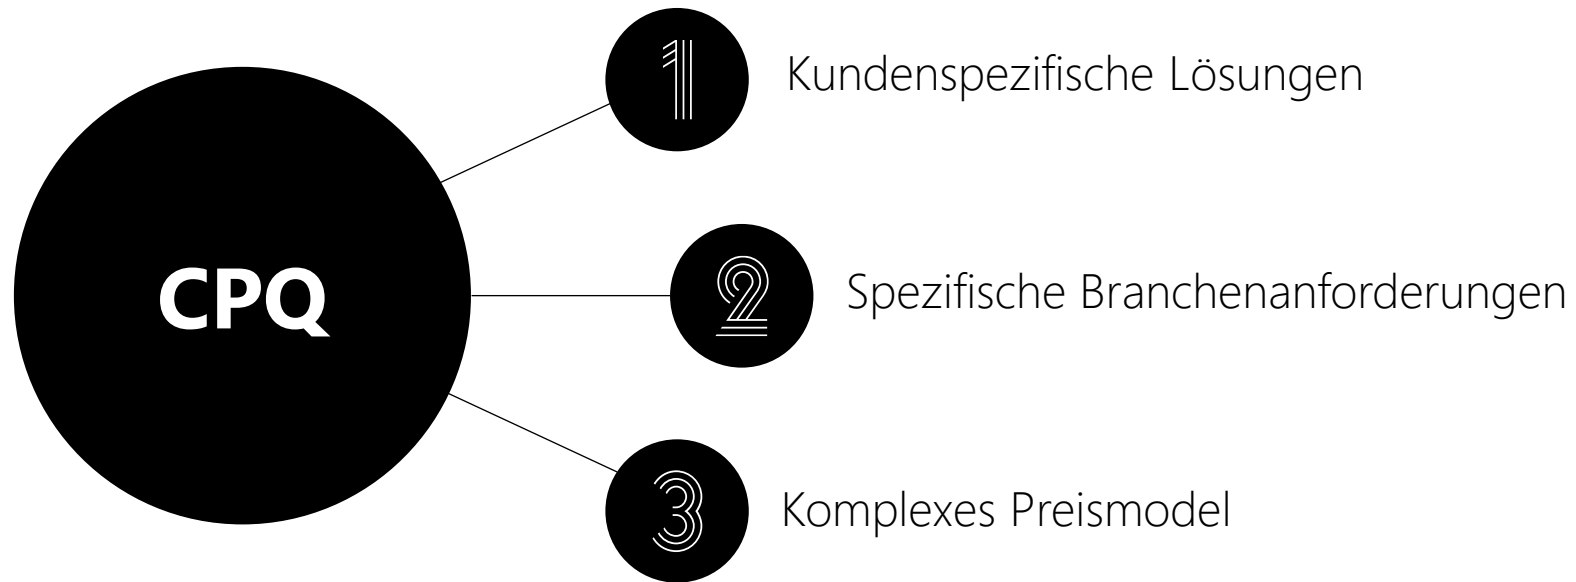 CPQ
1
Kundenspezifische Lösungen
2
Spezifische Branchenanforderungen
3
Komplexes Preismodel